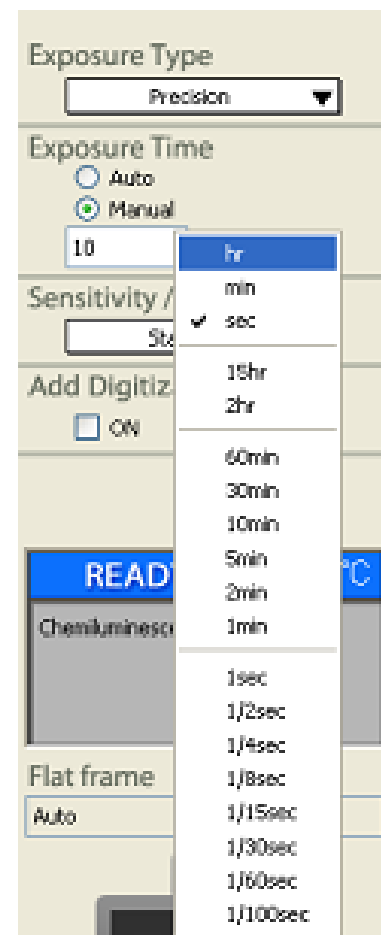 Exposure Type
Precision
Exposure Time
Auto
Manual
10
hr
min
sec
15hr
2hr
60min
30min
10min
5min
2min
1min
1sec
1/2sec
1/4sec
1/8sec
1/15sec
1/30sec
1/60sec
1/100sec
Sensitivity /
Sta
Add Digitiz
ON
READY
°C
Chemiluminesce
Flat frame
Auto